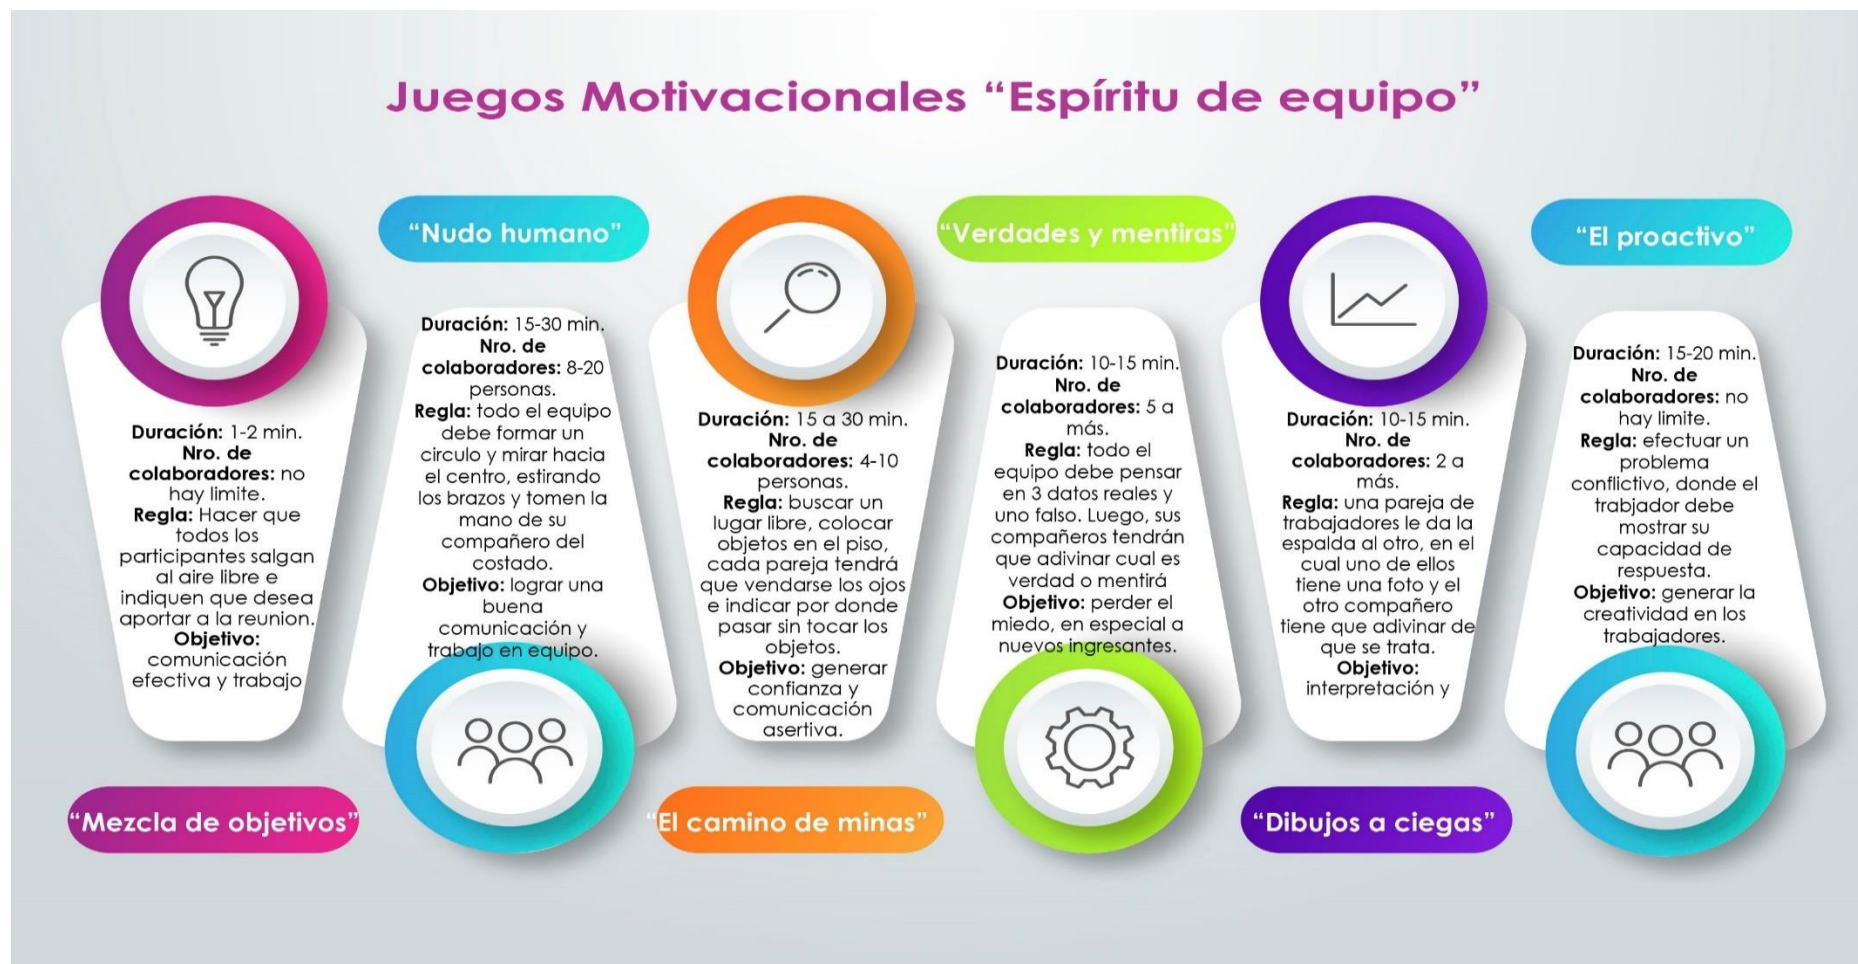 Juegos Motivacionales “Espíritu de equipo”
Duración: 1-2 min.
Nro. de
colaboradores: no
hay limite.
Regla: Hacer que
todos los
participantes salgan
al aire libre e
indiquen que desea
aportar a la reunion.
Objetivo:
comunicación
efectiva y trabajo
“Mezcla de objetivos”
“Nudo humano”
Duración: 15-30 min.
Nro. de
colaboradores: 8-20
personas.
Regla: todo el equipo
debe formar un
circulo y mirar hacia
el centro, estirando
los brazos y tomen la
mano de su
compañero del
costado.
Objetivo: lograr una
buena
comunicación y
trabajo en equipo.
Duración: 15 a 30 min.
Nro. de
colaboradores: 4-10
personas.
Regla: buscar un
lugar libre, colocar
objetos en el piso,
cada pareja tendrá
que vendarse los ojos
e indicar por donde
pasar sin tocar los
objetos.
Objetivo: generar
confianza y
comunicación
asertiva.
“El camino de minas”
“Verdades y mentiras”
Duración: 10-15 min.
Nro. de
colaboradores: 5 a
más.
Regla: todo el
equipo debe pensar
en 3 datos reales y
uno falso. Luego, sus
compañeros tendrán
que adivinar cual es
verdad o mentirá
Objetivo: perder el
miedo, en especial a
nuevos ingresantes.
Duración: 10-15 min.
Nro. de
colaboradores: 2 a
más.
Regla: una pareja de
trabajadores le da la
espalda al otro, en el
cual uno de ellos
tiene una foto y el
otro compañero
tiene que adivinar de
que se trata.
Objetivo:
interpretación y
“Dibujos a ciegas”
“El proactivo”
Duración: 15-20 min.
Nro. de
colaboradores: no
hay limite.
Regla: efectuar un
problema
conflictivo, donde el
trabjador debe
mostrar su
capacidad de
respuesta.
Objetivo: generar la
creatividad en los
trabajadores.